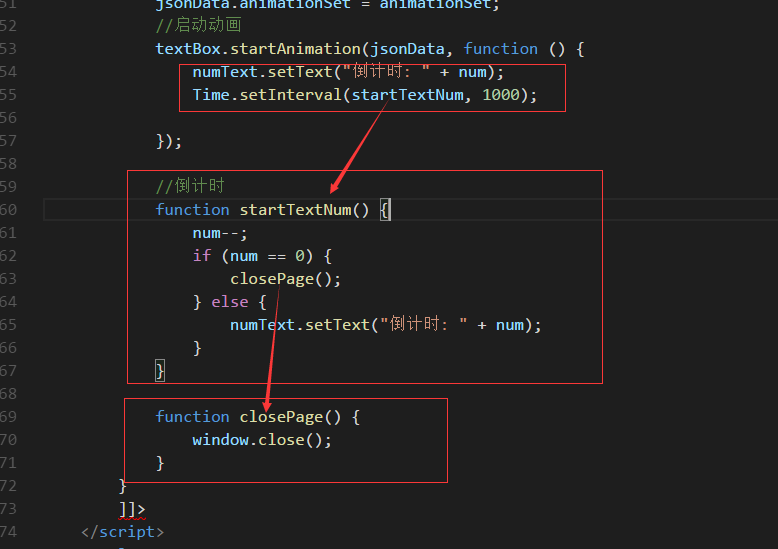 51 jsonData.animationSet = animationSet;
52 //启动动画
53 textBox.startAnimation(jsonData, function () {
54 numText.setText("倒计时: " + num);
55 Time.setInterval(startTextNum, 1000);
56
57 });
58
59 //倒计时
60 function startTextNum() {
61 num--;
62 if (num == 0) {
63 closePage();
64 } else {
65 numText.setText("倒计时: " + num);
66 }
67 }
68
69 function closePage() {
70 window.close();
71 }
72 }
73 ]]>
74 </script>